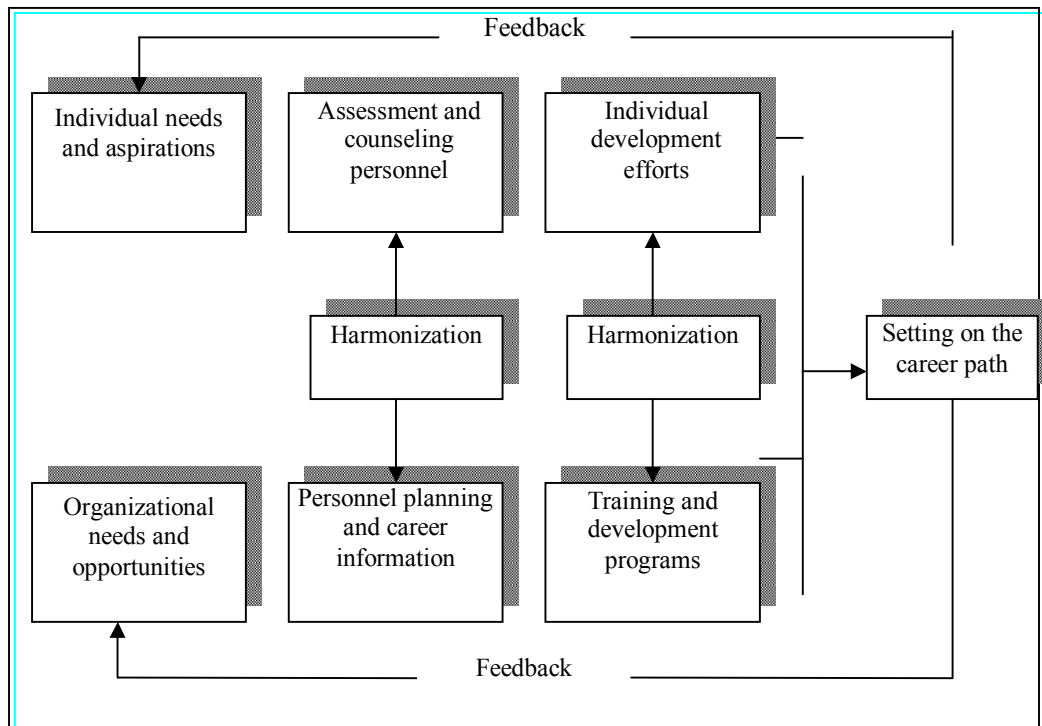 Feedback
Individual needs
and aspirations
Assessment and
counseling
personnel
Individual
development
efforts
Harmonization
Harmonization
Setting on the
career path
Organizational
needs and
opportunities
Personnel planning
and career
information
Training and
development
programs
Feedback